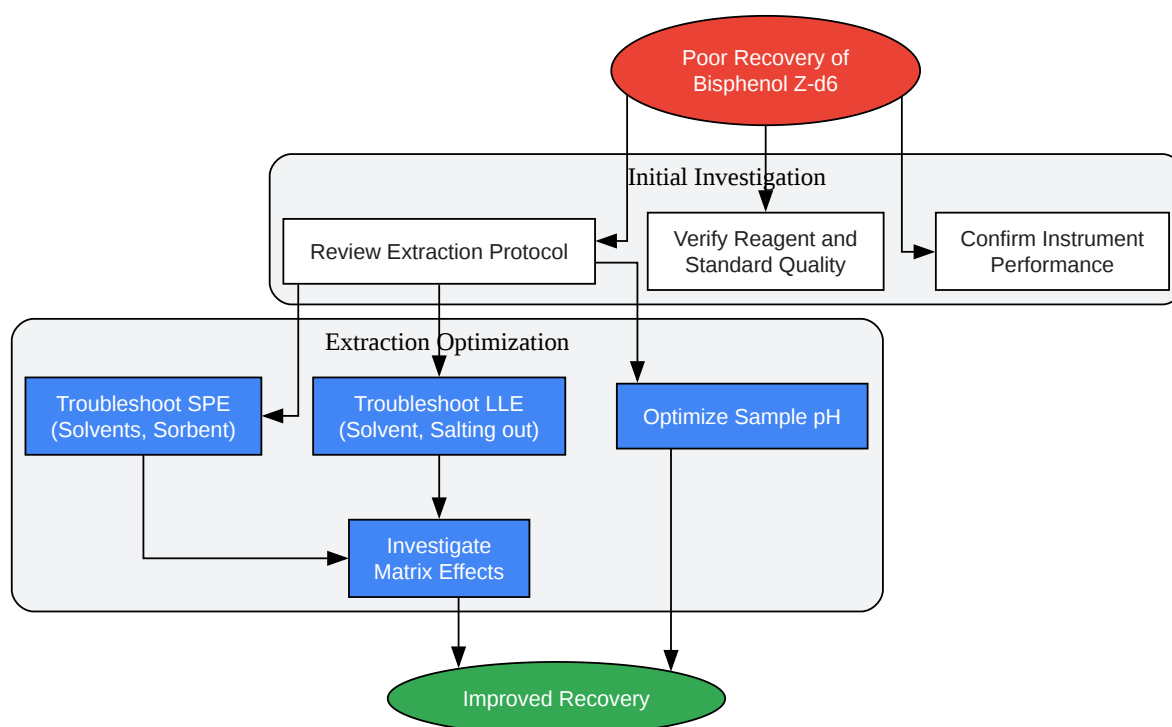 Poor Recovery of
Bisphenol Z-d6
Initial Investigation
Review Extraction Protocol
Verify Reagent and
Standard Quality
Confirm Instrument
Performance
Extraction Optimization
Troubleshoot SPE
(Solvents, Sorbent)
Troubleshoot LLE
(Solvent, Salting out)
Optimize Sample pH
Investigate
Matrix Effects
Improved Recovery